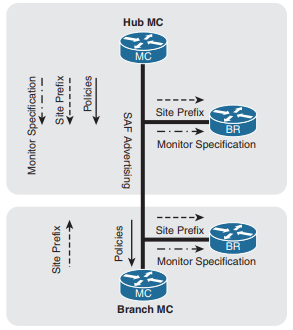 Hub MC
MC
Monitor Specification
Site Prefix
Policies
SAF Advertising
Site Prefix
BR
Monitor Specification
Site Prefix
Policies
Site Prefix
BR
Monitor Specification
MC
Branch MC